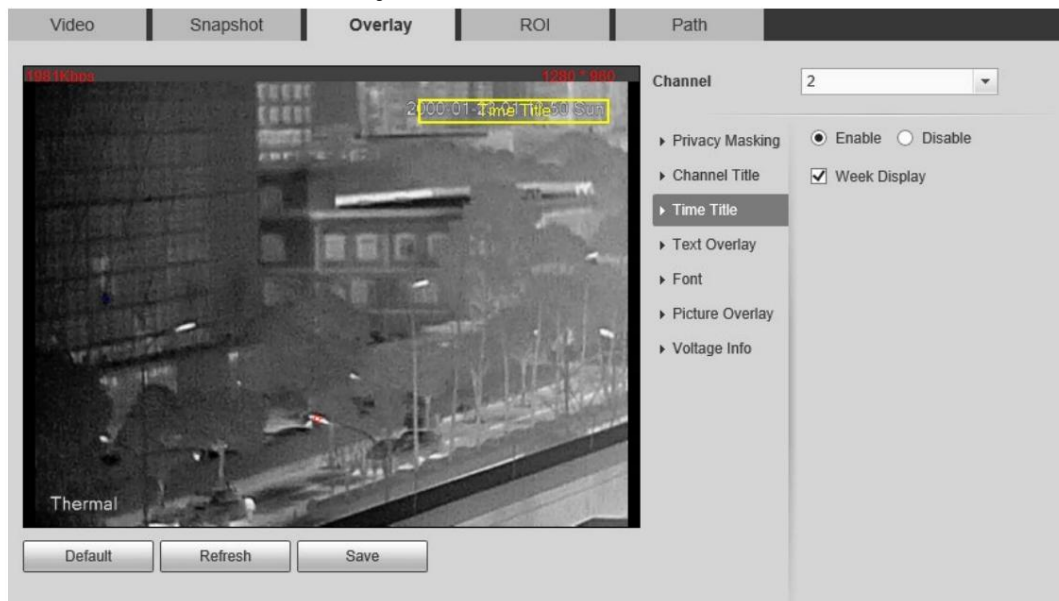 Video Snapshot Overlay ROI Path
1981Kbps 1280 * 960
Time Title
Sun
Channel 2
Privacy Masking Enable Disable
Channel Title Week Display
Time Title
Text Overlay
Font
Picture Overlay
Voltage Info
Thermal
Default Refresh Save